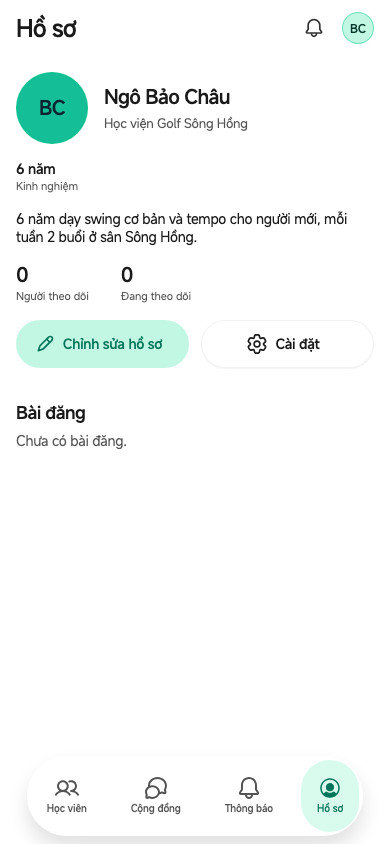 Hồ sơ
BC
BC
Ngô Bảo Châu
Học viện Golf Sông Hồng
6 năm
Kinh nghiệm
6 năm dạy swing cơ bản và tempo cho người mới, mỗi
tuần 2 buổi ở sân Sông Hồng.
0 0
Người theo dõi Đang theo dõi
Chỉnh sửa hồ sơ Cài đặt
Bài đăng
Chưa có bài đăng.
Học viên Cộng đồng Thông báo Hồ sơ